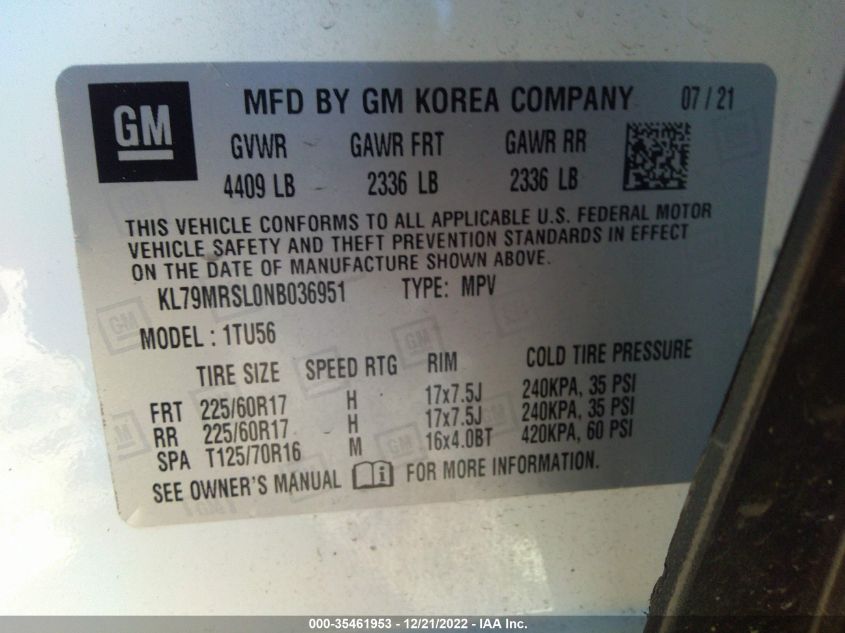 GM
MFD BY GM KOREA COMPANY 07 / 21
GVWR GAWR FRT GAWR RR
4409 LB 2336 LB 2336 LB
THIS VEHICLE CONFORMS TO ALL APPLICABLE U.S. FEDERAL MOTOR
VEHICLE SAFETY AND THEFT PREVENTION STANDARDS IN EFFECT
ON THE DATE OF MANUFACTURE SHOWN ABOVE.
KL79MRSL0NB036951 TYPE: MPV
MODEL : 1TU56
TIRE SIZE SPEED RTG RIM COLD TIRE PRESSURE
FRT 225/60R17 H 17x7.5J 240KPA, 35 PSI
RR 225/60R17 H 17x7.5J 240KPA, 35 PSI
SPA T125/70R16 M 16x4.0BT 420KPA, 60 PSI
SEE OWNER'S MANUAL i FOR MORE INFORMATION.
000-35461953 - 12/21/2022 - IAA Inc.